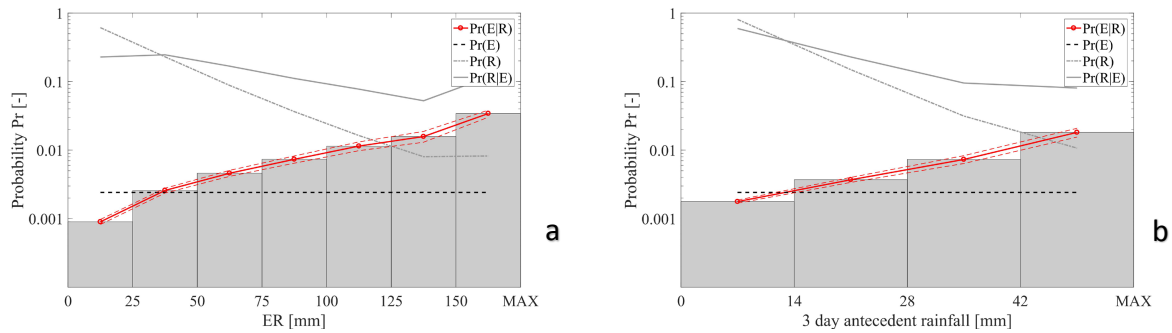 1
0.1
0.01
0.001
Probability Pr [-]
Pr(E|R)
Pr(E)
Pr(R)
Pr(R|E)
0 25 50 75 100 125 150 MAX
ER [mm]
a
1
0.1
0.01
0.001
Probability Pr [-]
Pr(E|R)
Pr(E)
Pr(R)
Pr(R|E)
0 14 28 42 MAX
3 day antecedent rainfall [mm]
b